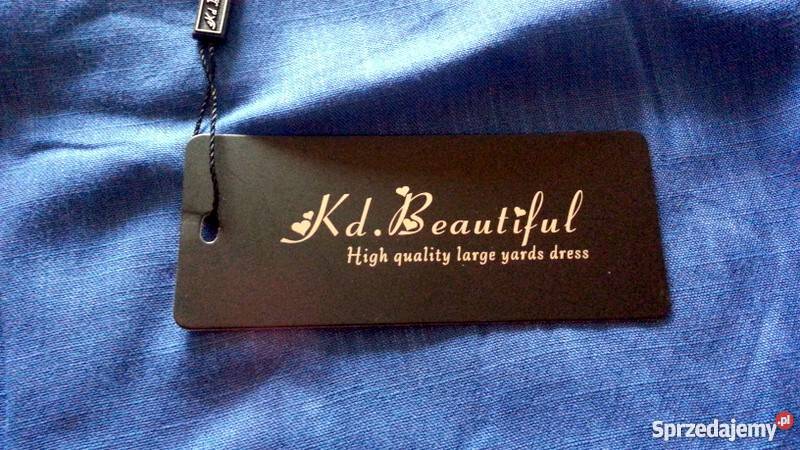 Kd.Beautiful
High quality large yards dress
Sprzedajemy.pl